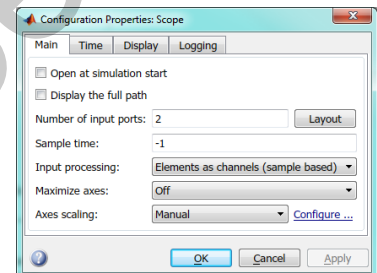 Configuration Properties: Scope
Main Time Display Logging
Open at simulation start
Display the full path
Number of input ports: 2 Layout
Sample time: -1
Input processing: Elements as channels (sample based)
Maximize axes: Off
Axes scaling: Manual Configure ...
OK Cancel Apply